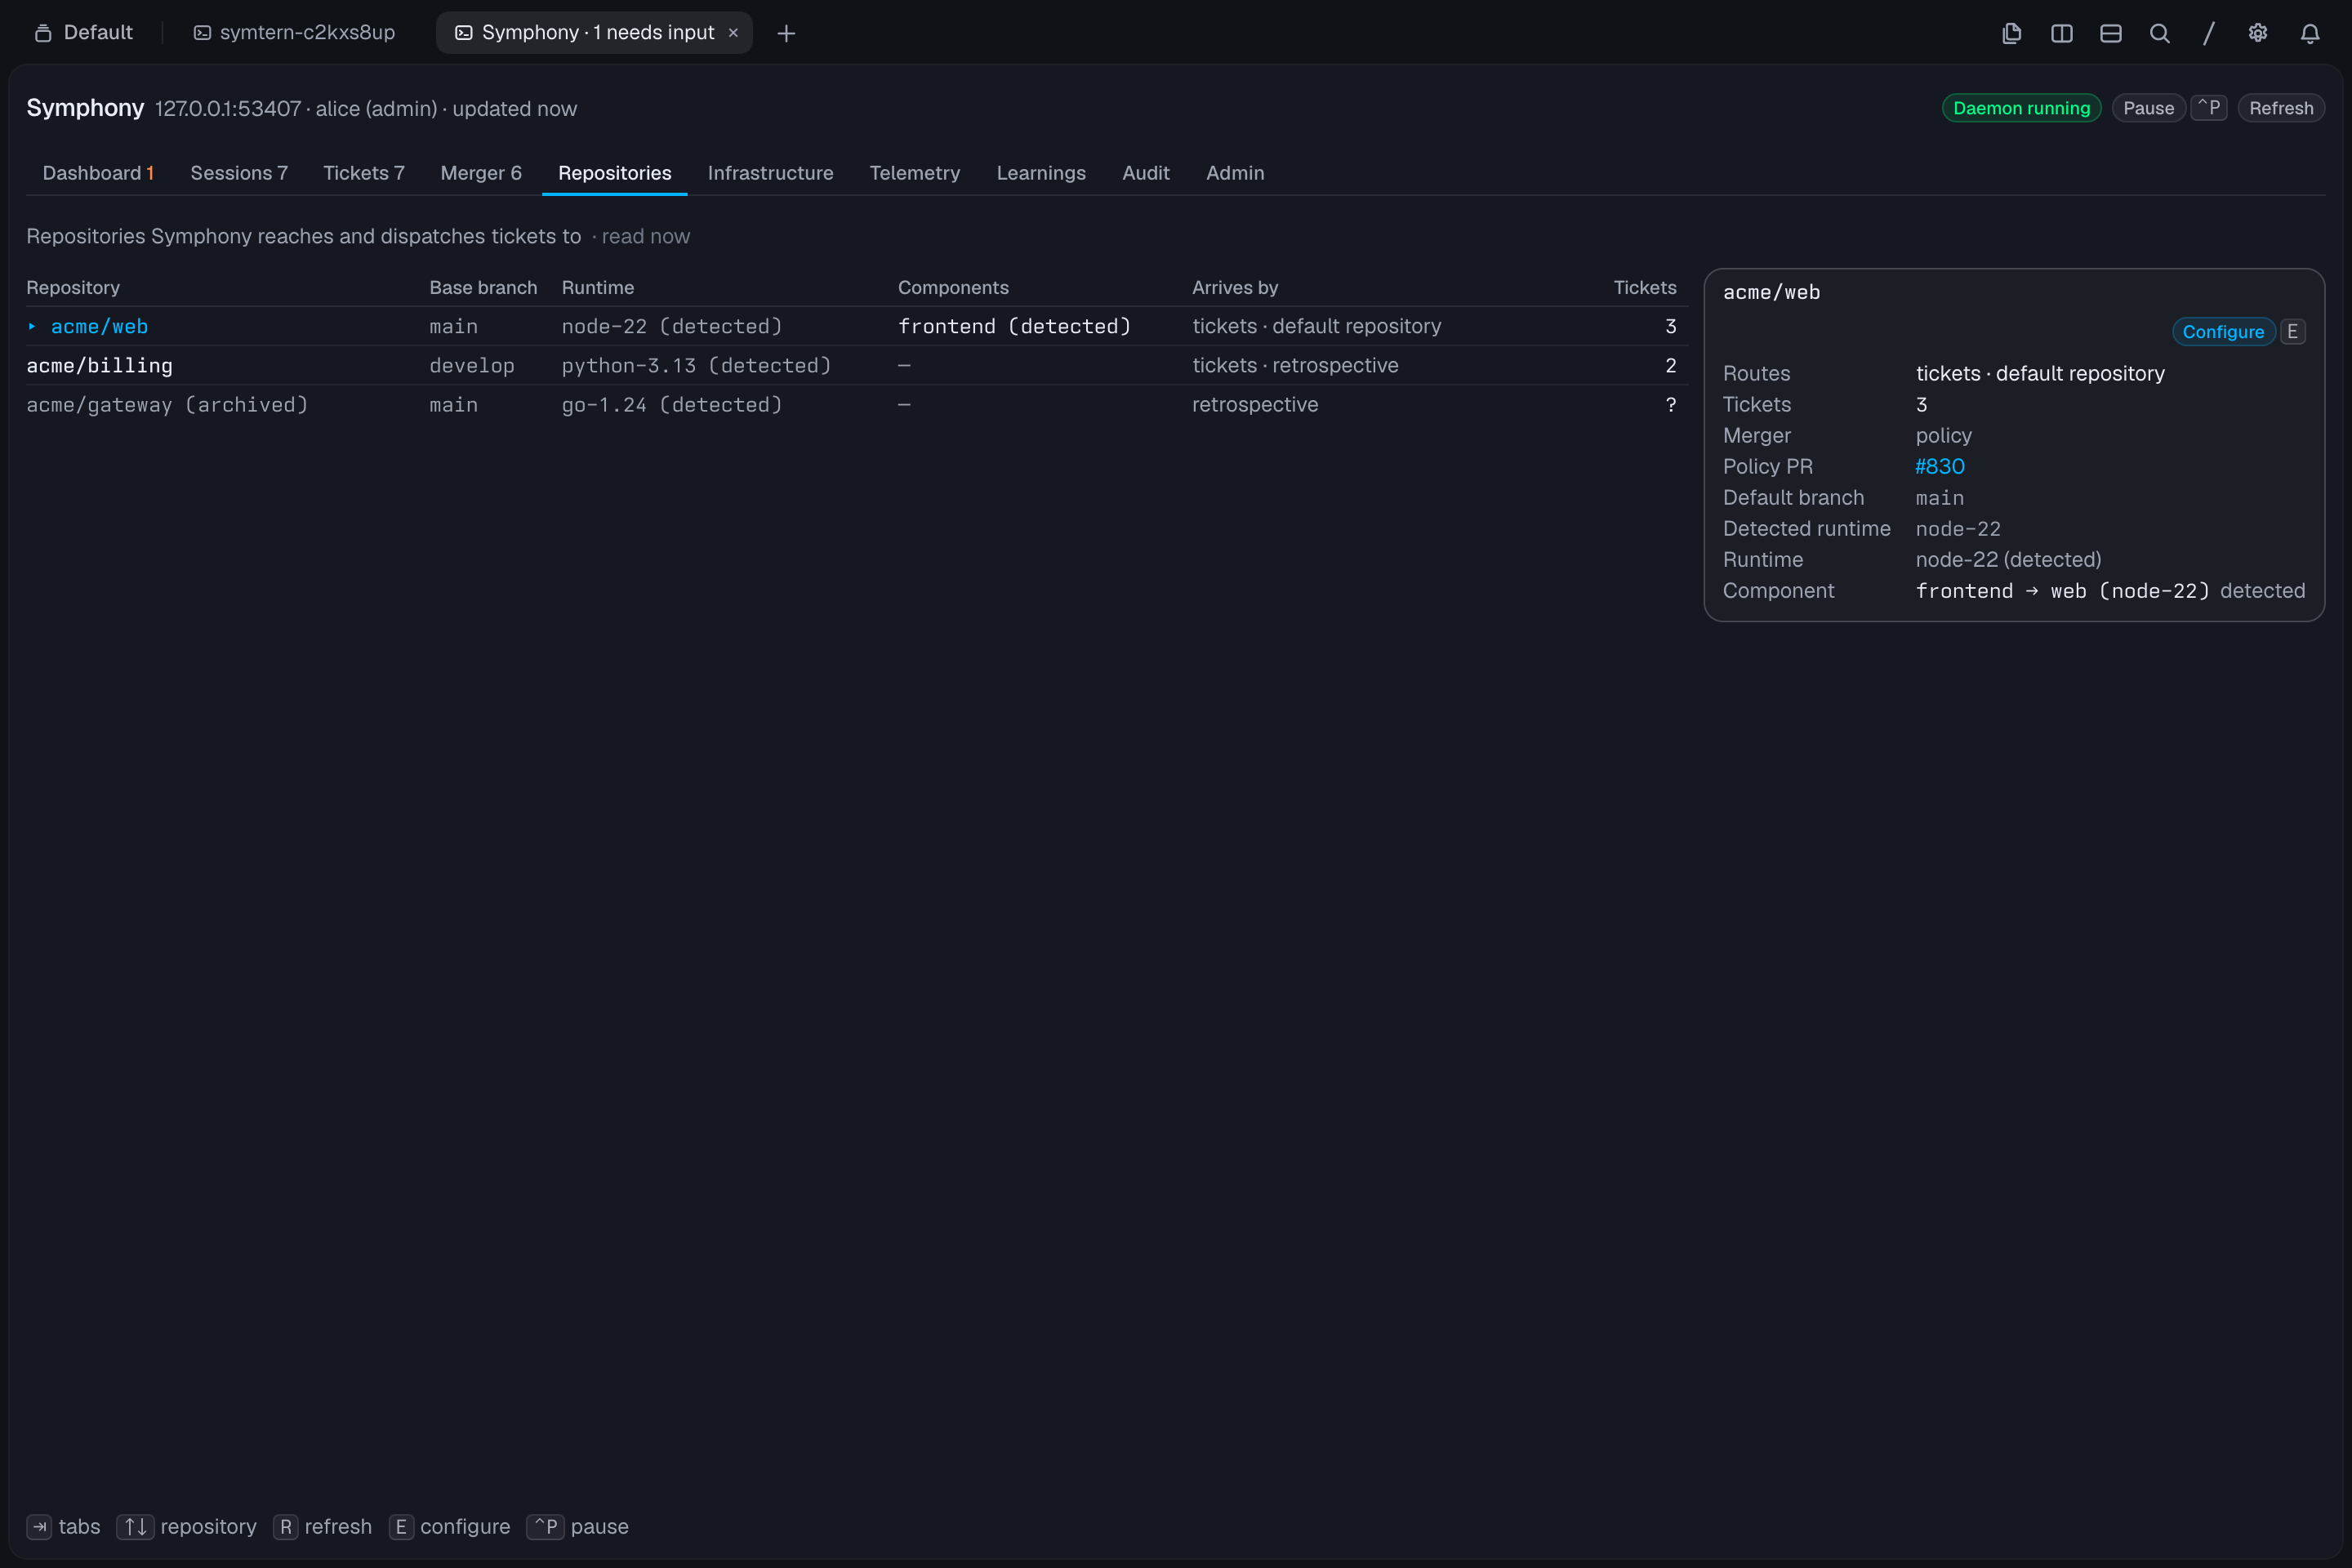 Default symtern-c2kxs8up Symphony · 1 needs input × +
Symphony 127.0.0.1:53407 · alice (admin) · updated now Daemon running Pause ^P Refresh
Dashboard 1 Sessions 7 Tickets 7 Merger 6 Repositories Infrastructure Telemetry Learnings Audit Admin
Repositories Symphony reaches and dispatches tickets to · read now
Repository Base branch Runtime Components Arrives by Tickets
▸ acme/web main node-22 (detected) frontend (detected) tickets · default repository 3
acme/billing develop python-3.13 (detected) — tickets · retrospective 2
acme/gateway (archived) main go-1.24 (detected) — retrospective ?
acme/web
Configure E
Routes tickets · default repository
Tickets 3
Merger policy
Policy PR #830
Default branch main
Detected runtime node-22
Runtime node-22 (detected)
Component frontend → web (node-22) detected
⇥ tabs ↑↓ repository R refresh E configure ^P pause